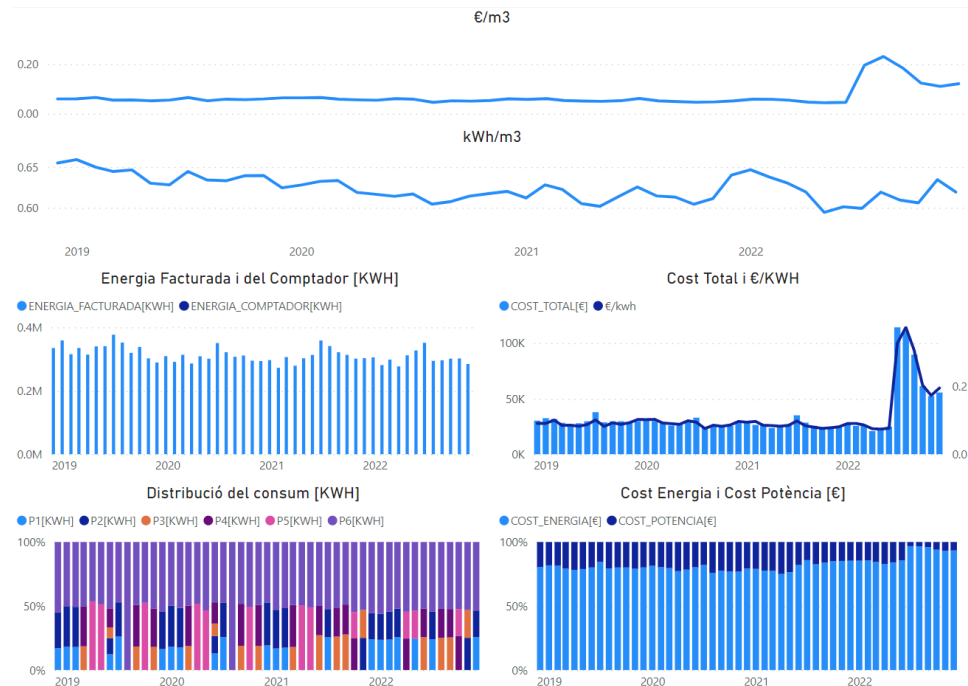 €/m3
0.20
0.00
kWh/m3
0.65
0.60
2019 2020 2021 2022
Energia Facturada i del Comptador [KWH]
ENERGIA_FACTURADA[KWH] ENERGIA_COMPTADOR[KWH]
0.4M
0.2M
0.0M
2019 2020 2021 2022
Cost Total i €/KWH
COST_TOTAL[€] €/kwh
100K
50K
0K
0.2
0.0
2019 2020 2021 2022
Distribució del consum [KWH]
P1[KWH] P2[KWH] P3[KWH] P4[KWH] P5[KWH] P6[KWH]
100%
50%
0%
2019 2020 2021 2022
Cost Energia i Cost Potència [€]
COST_ENERGIA[€] COST_POTENCIA[€]
100%
50%
0%
2019 2020 2021 2022